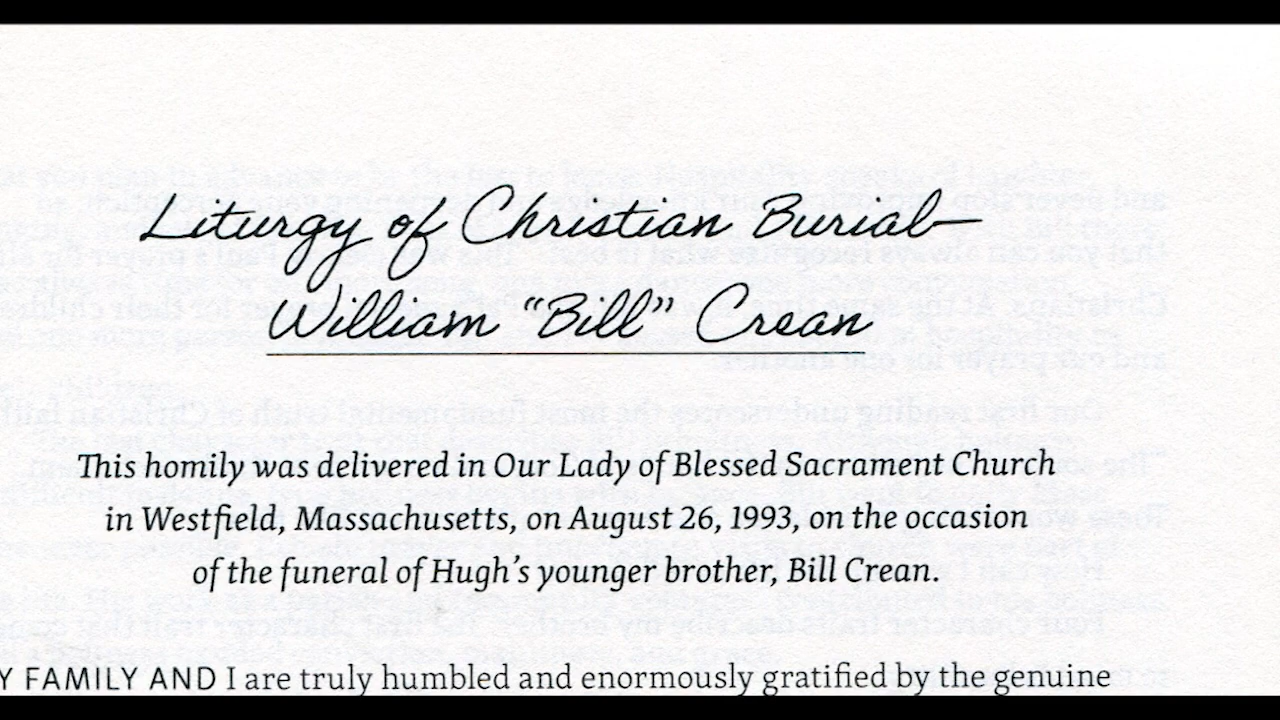 Liturgy of Christian Burial—
William “Bill” Crean
This homily was delivered in Our Lady of Blessed Sacrament Church
in Westfield, Massachusetts, on August 26, 1993, on the occasion
of the funeral of Hugh’s younger brother, Bill Crean.
Y FAMILY AND I are truly humbled and enormously gratified by the genuine